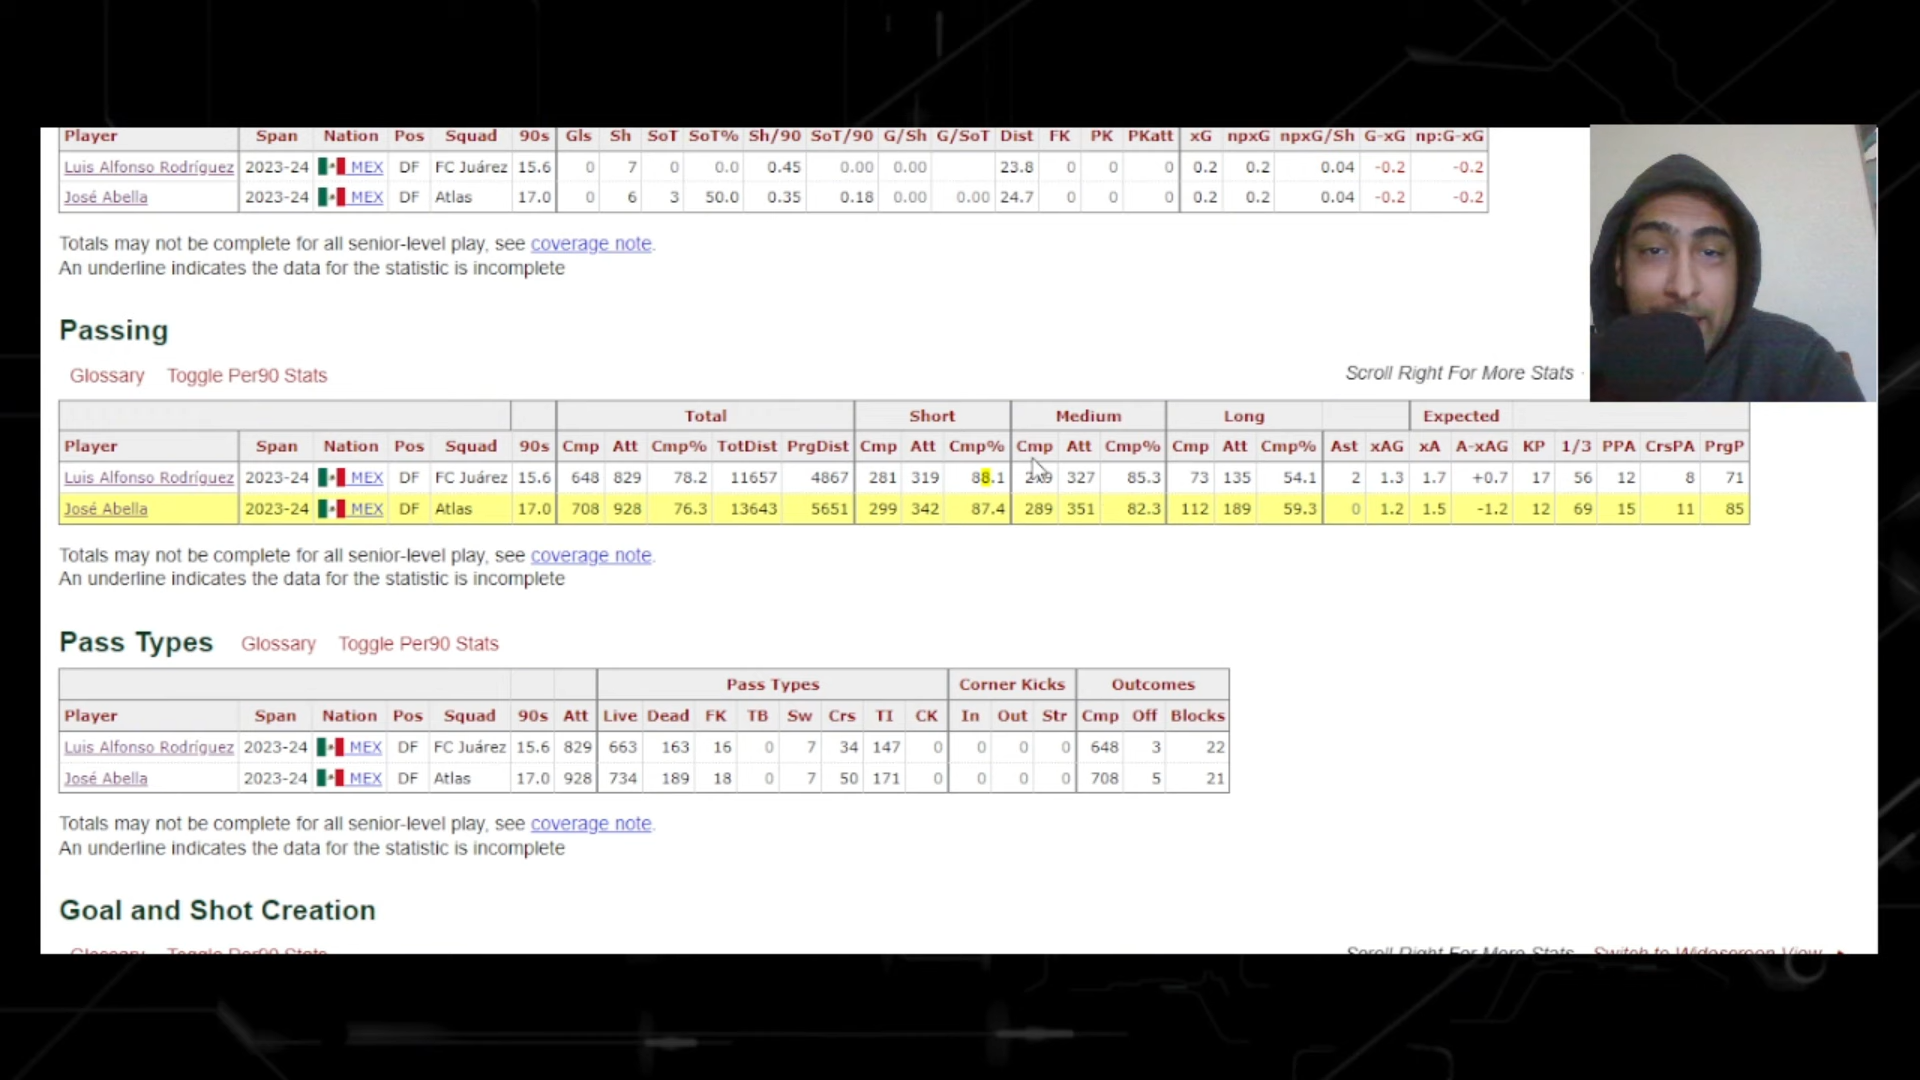 Player Span Nation Pos Squad 90s Gls Sh SoT SoT% Sh/90 SoT/90 G/Sh G/SoT Dist FK PK PKatt xG npxG npxG/Sh G-xG np:G-xG
Luis Alfonso Rodríguez 2023-24 MEX DF FC Juárez 15.6 0 7 0 0.0 0.45 0.00 0.00 23.8 0 0 0 0.2 0.2 0.04 -0.2 -0.2
José Abella 2023-24 MEX DF Atlas 17.0 0 6 3 50.0 0.35 0.18 0.00 0.00 24.7 0 0 0 0.2 0.2 0.04 -0.2 -0.2
Totals may not be complete for all senior-level play, see coverage note.
An underline indicates the data for the statistic is incomplete
Passing
Glossary Toggle Per90 Stats Scroll Right For More Stats ·
Total Short Medium Long Expected
Player Span Nation Pos Squad 90s Cmp Att Cmp% TotDist PrgDist Cmp Att Cmp% Cmp Att Cmp% Cmp Att Cmp% Ast xAG xA A-xAG KP 1/3 PPA CrsPA PrgP
Luis Alfonso Rodríguez 2023-24 MEX DF FC Juárez 15.6 648 829 78.2 11657 4867 281 319 88.1 327 85.3 73 135 54.1 2 1.3 1.7 +0.7 17 56 12 8 71
José Abella 2023-24 MEX DF Atlas 17.0 708 928 76.3 13643 5651 299 342 87.4 289 351 82.3 112 189 59.3 0 1.2 1.5 -1.2 12 69 15 11 85
Totals may not be complete for all senior-level play, see coverage note.
An underline indicates the data for the statistic is incomplete
Pass Types Glossary Toggle Per90 Stats
Pass Types Corner Kicks Outcomes
Player Span Nation Pos Squad 90s Att Live Dead FK TB Sw Crs TI CK In Out Str Cmp Off Blocks
Luis Alfonso Rodríguez 2023-24 MEX DF FC Juárez 15.6 829 663 163 16 0 7 34 147 0 0 0 0 648 3 22
José Abella 2023-24 MEX DF Atlas 17.0 928 734 189 18 0 7 50 171 0 0 0 0 708 5 21
Totals may not be complete for all senior-level play, see coverage note.
An underline indicates the data for the statistic is incomplete
Goal and Shot Creation
Glossary Toggle Per90 Stats Scroll Right For More Stats · Switch to Widescreen View